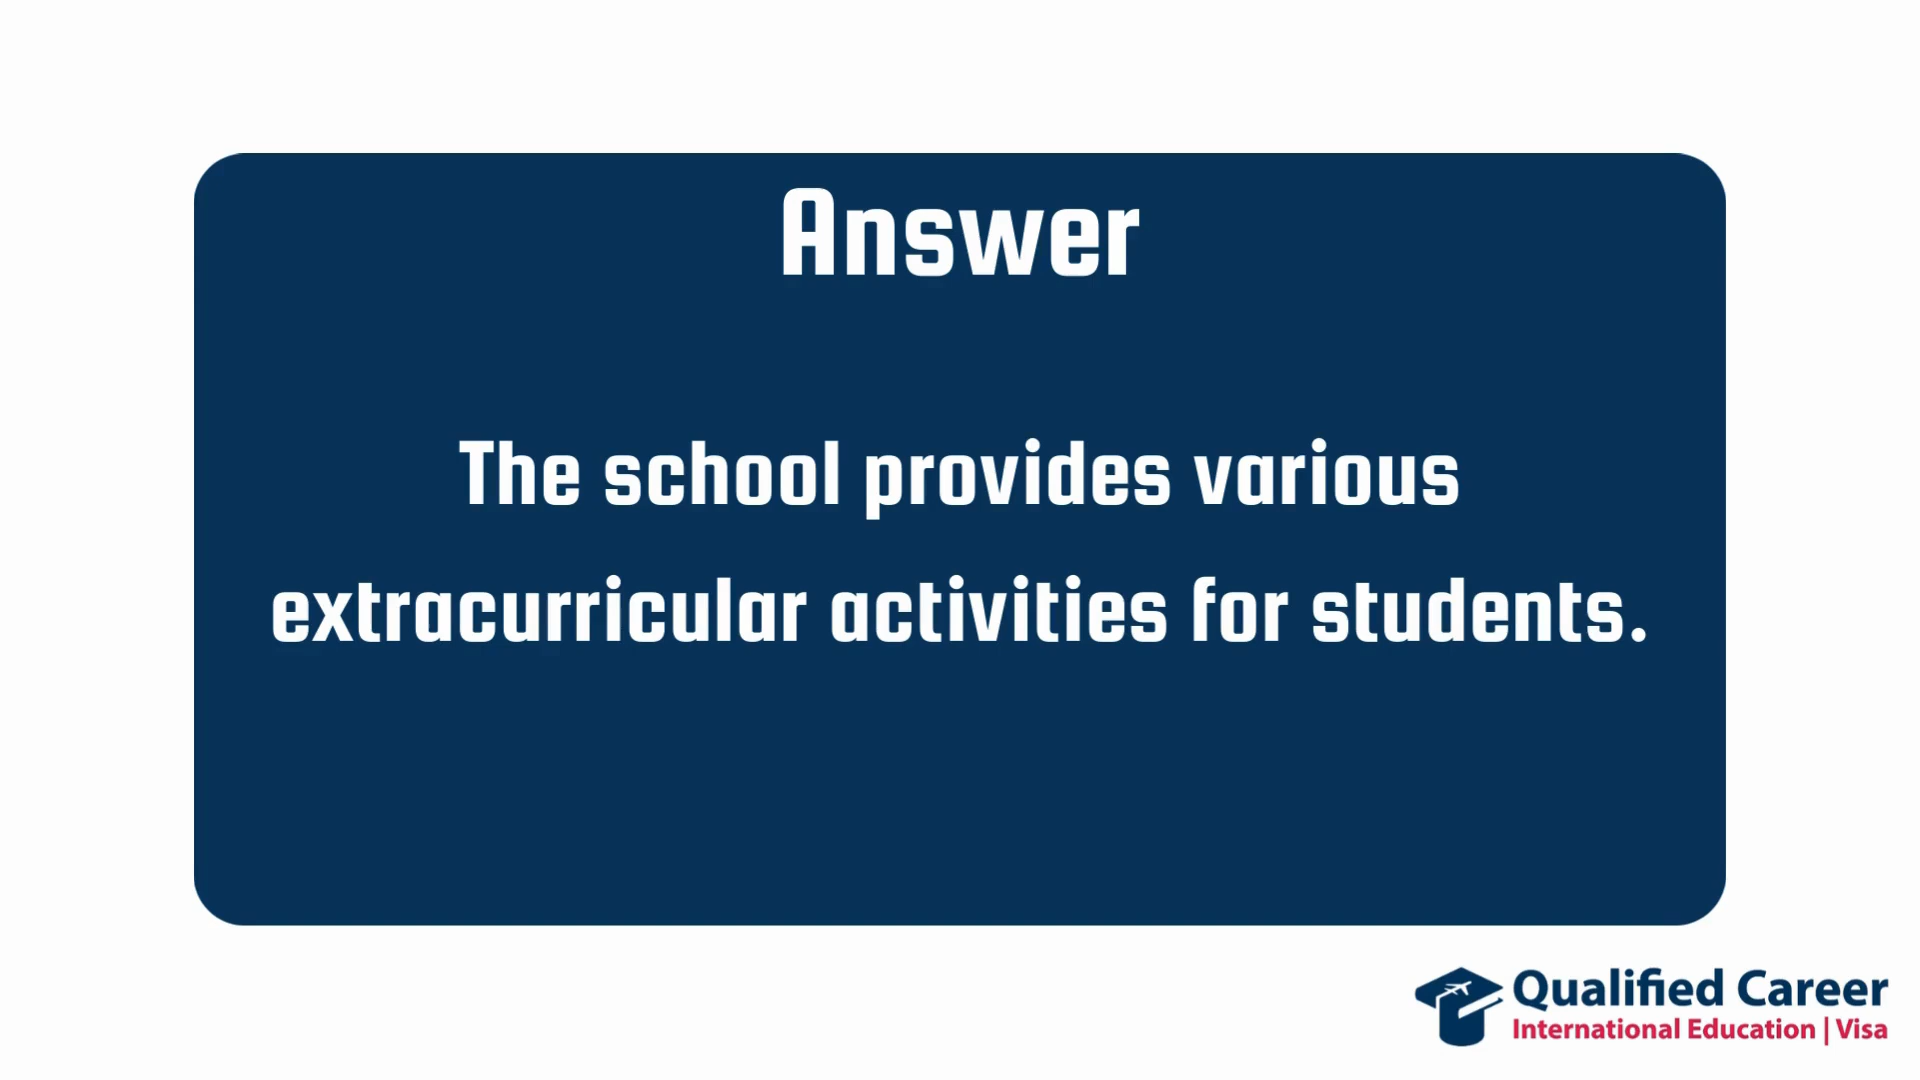 Answer
The school provides various
extracurricular activities for students.
Qualified Career
International Education | Visa